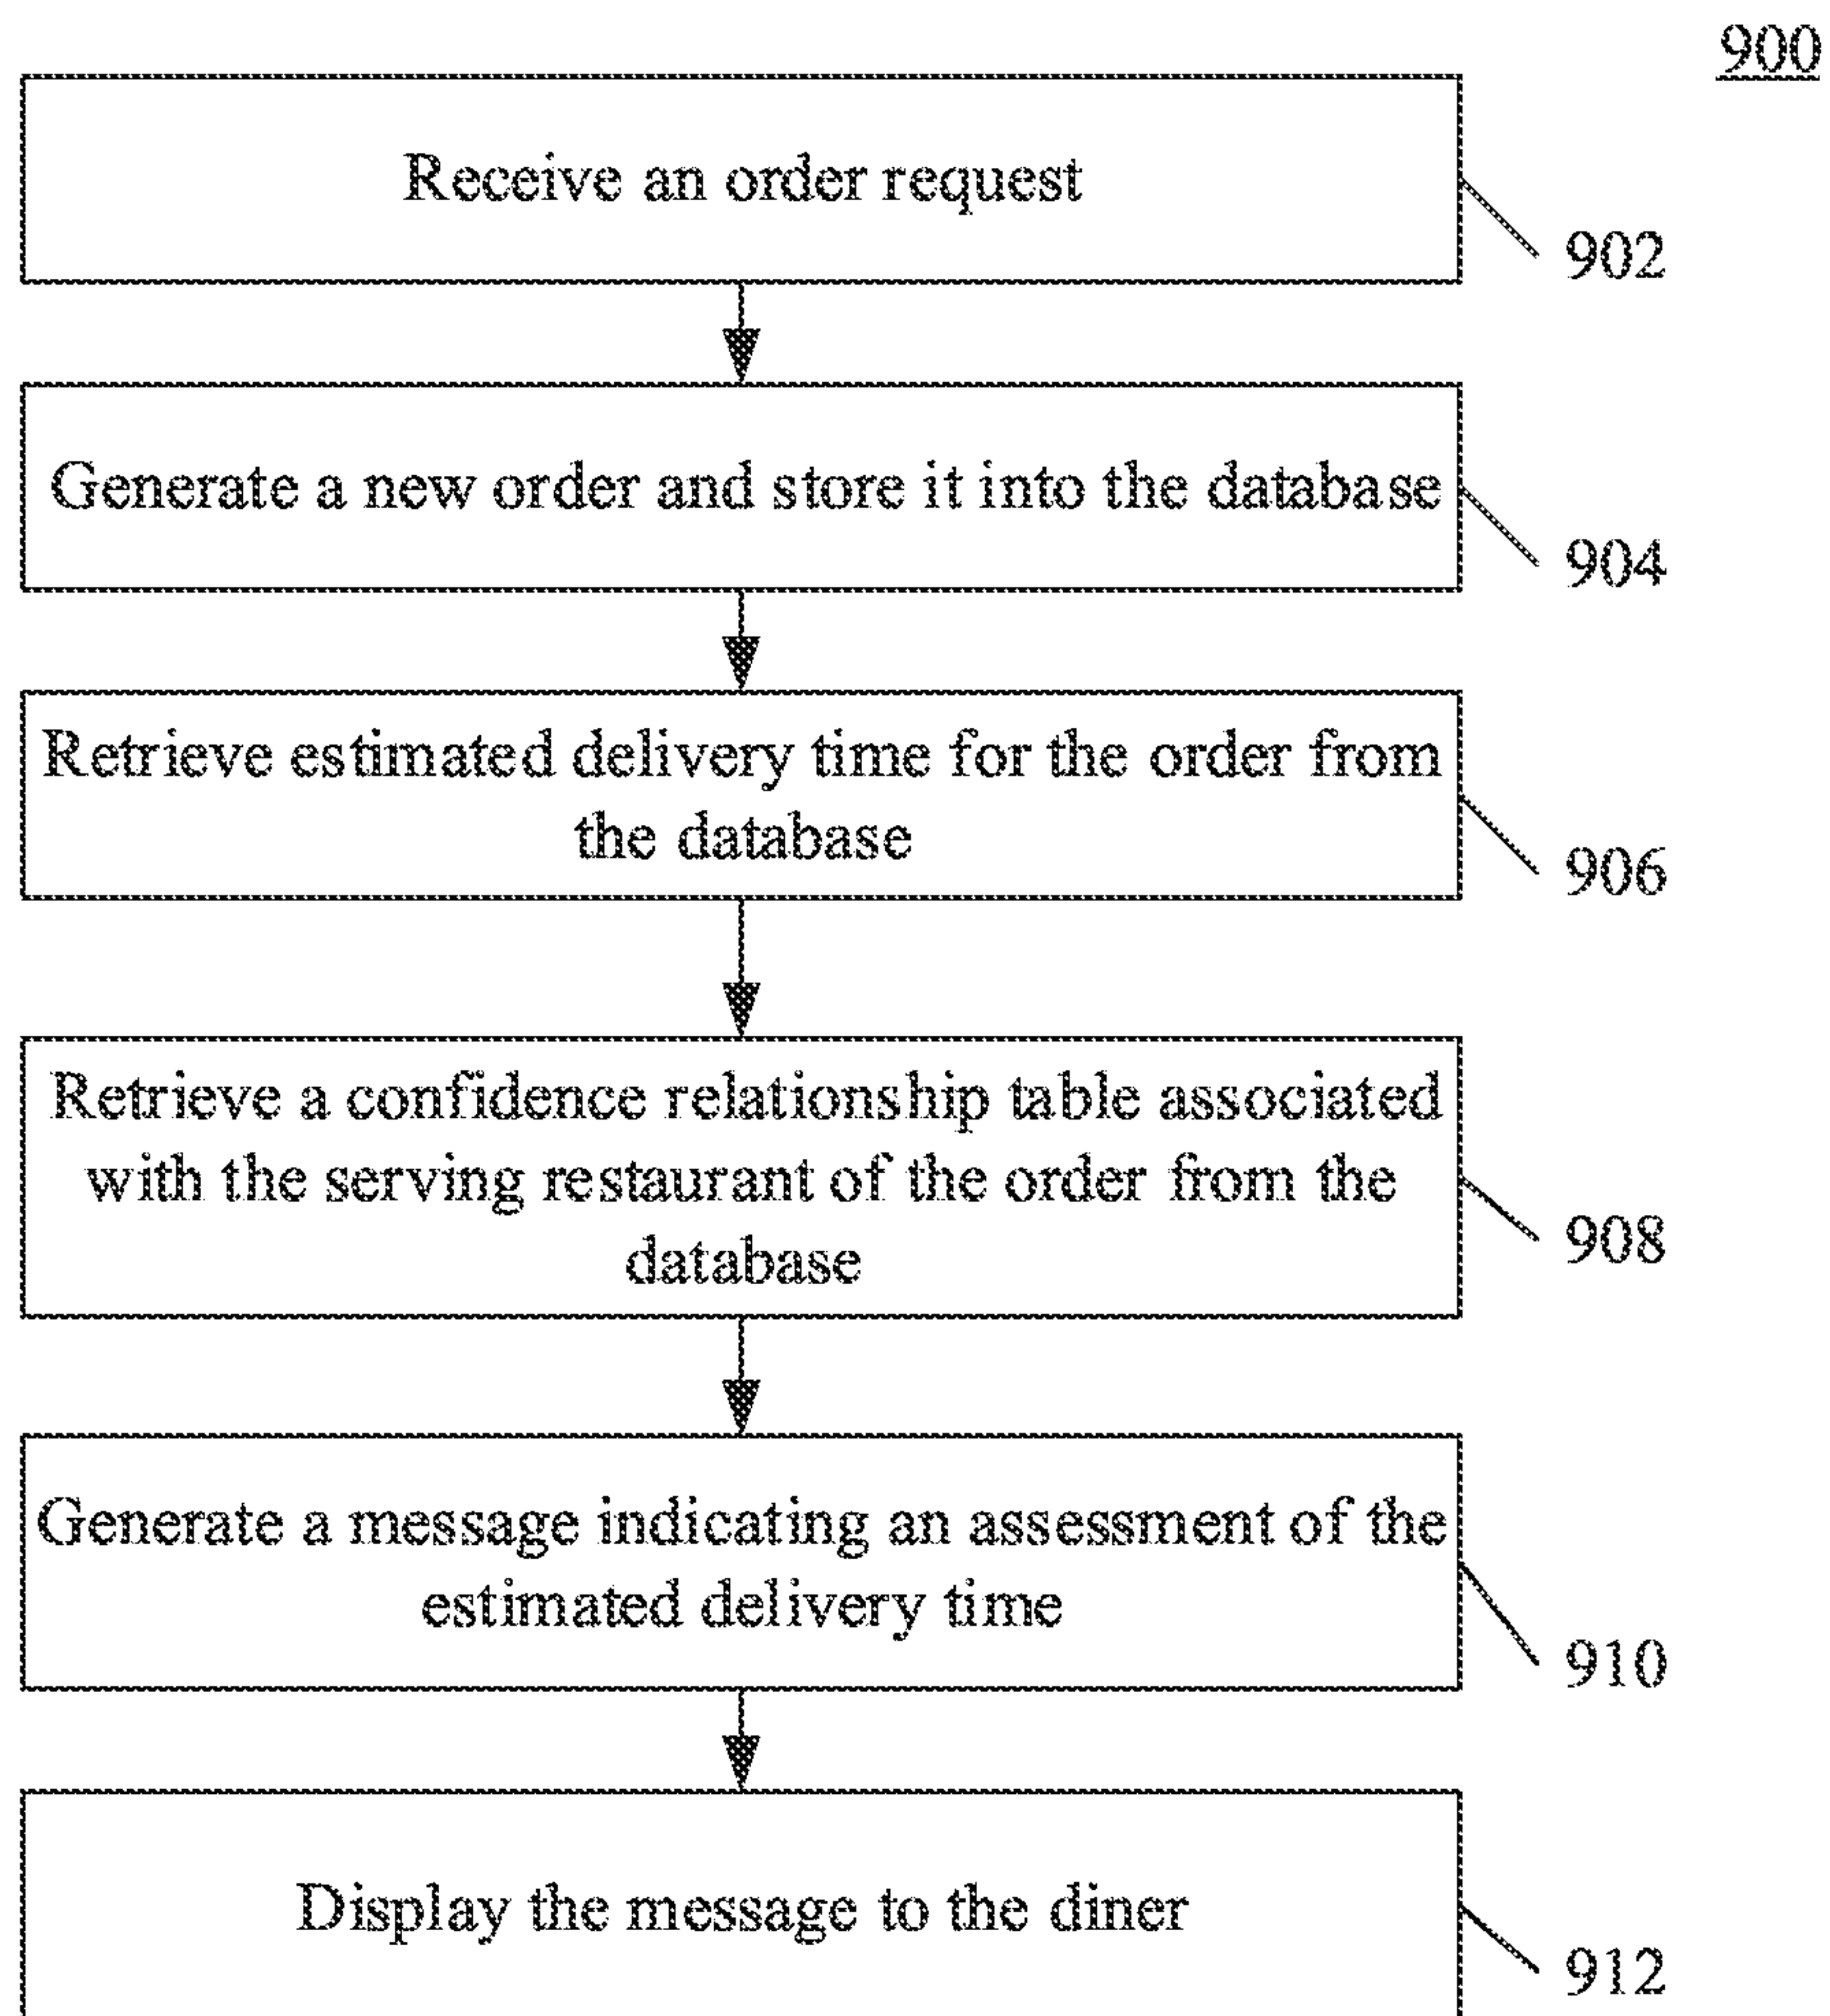 900
Receive an order request
902
Generate a new order and store it into the database
904
Retrieve estimated delivery time for the order from
the database
906
Retrieve a confidence relationship table associated
with the serving restaurant of the order from the
database
908
Generate a message indicating an assessment of the
estimated delivery time
910
Display the message to the diner
912